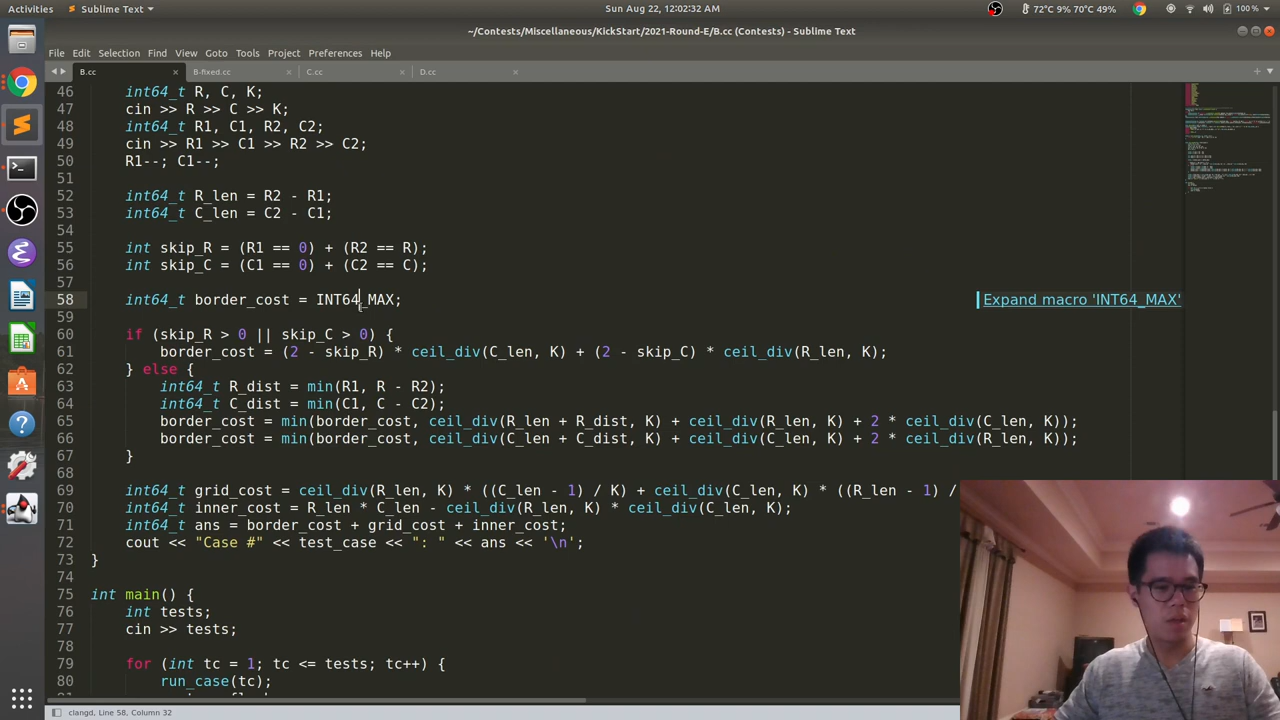 Activities
Sublime Text
Sun Aug 22, 12:02:32 AM
72°C 9% 70°C 49%
100 %
~/Contests/Miscellaneous/KickStart/2021-Round-E/B.cc (Contests) - Sublime Text
File Edit Selection Find View Goto Tools Project Preferences Help
B.cc × B-fixed.cc × C.cc × D.cc ×
46 int64_t R, C, K;
47 cin >> R >> C >> K;
48 int64_t R1, C1, R2, C2;
49 cin >> R1 >> C1 >> R2 >> C2;
50 R1--; C1--;
51
52 int64_t R_len = R2 - R1;
53 int64_t C_len = C2 - C1;
54
55 int skip_R = (R1 == 0) + (R2 == R);
56 int skip_C = (C1 == 0) + (C2 == C);
57
58 int64_t border_cost = INT64_MAX; Expand macro 'INT64_MAX'
59
60 if (skip_R > 0 || skip_C > 0) {
61 border_cost = (2 - skip_R) * ceil_div(C_len, K) + (2 - skip_C) * ceil_div(R_len, K);
62 } else {
63 int64_t R_dist = min(R1, R - R2);
64 int64_t C_dist = min(C1, C - C2);
65 border_cost = min(border_cost, ceil_div(R_len + R_dist, K) + ceil_div(R_len, K) + 2 * ceil_div(C_len, K));
66 border_cost = min(border_cost, ceil_div(C_len + C_dist, K) + ceil_div(C_len, K) + 2 * ceil_div(R_len, K));
67 }
68
69 int64_t grid_cost = ceil_div(R_len, K) * ((C_len - 1) / K) + ceil_div(C_len, K) * ((R_len - 1) /
70 int64_t inner_cost = R_len * C_len - ceil_div(R_len, K) * ceil_div(C_len, K);
71 int64_t ans = border_cost + grid_cost + inner_cost;
72 cout << "Case #" << test_case << ": " << ans << '\n';
73 }
74
75 int main() {
76 int tests;
77 cin >> tests;
78
79 for (int tc = 1; tc <= tests; tc++) {
80 run_case(tc);
clangd, Line 58, Column 32